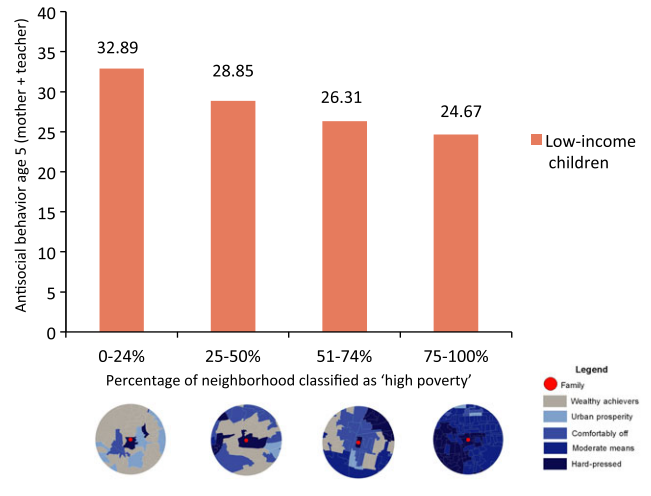 Antisocial behavior age 5 (mother + teacher)
40
35
30
25
20
15
10
5
0
32.89
28.85
26.31
24.67
Low-income
children
0-24%
25-50%
51-74%
75-100%
Percentage of neighborhood classified as ‘high poverty’
Legend
Family
Wealthy achievers
Urban prosperity
Comfortably off
Moderate means
Hard-pressed